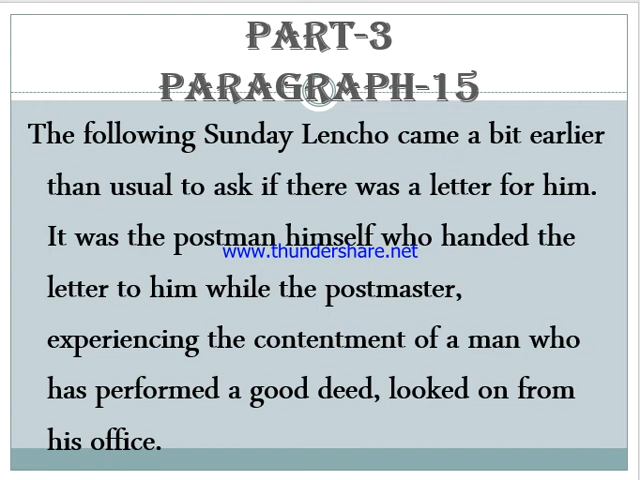 PART-3
PARAGRAPH-15
The following Sunday Lencho came a bit earlier
than usual to ask if there was a letter for him.
It was the postman himself who handed the
www.thundershare.net
letter to him while the postmaster,
experiencing the contentment of a man who
has performed a good deed, looked on from
his office.